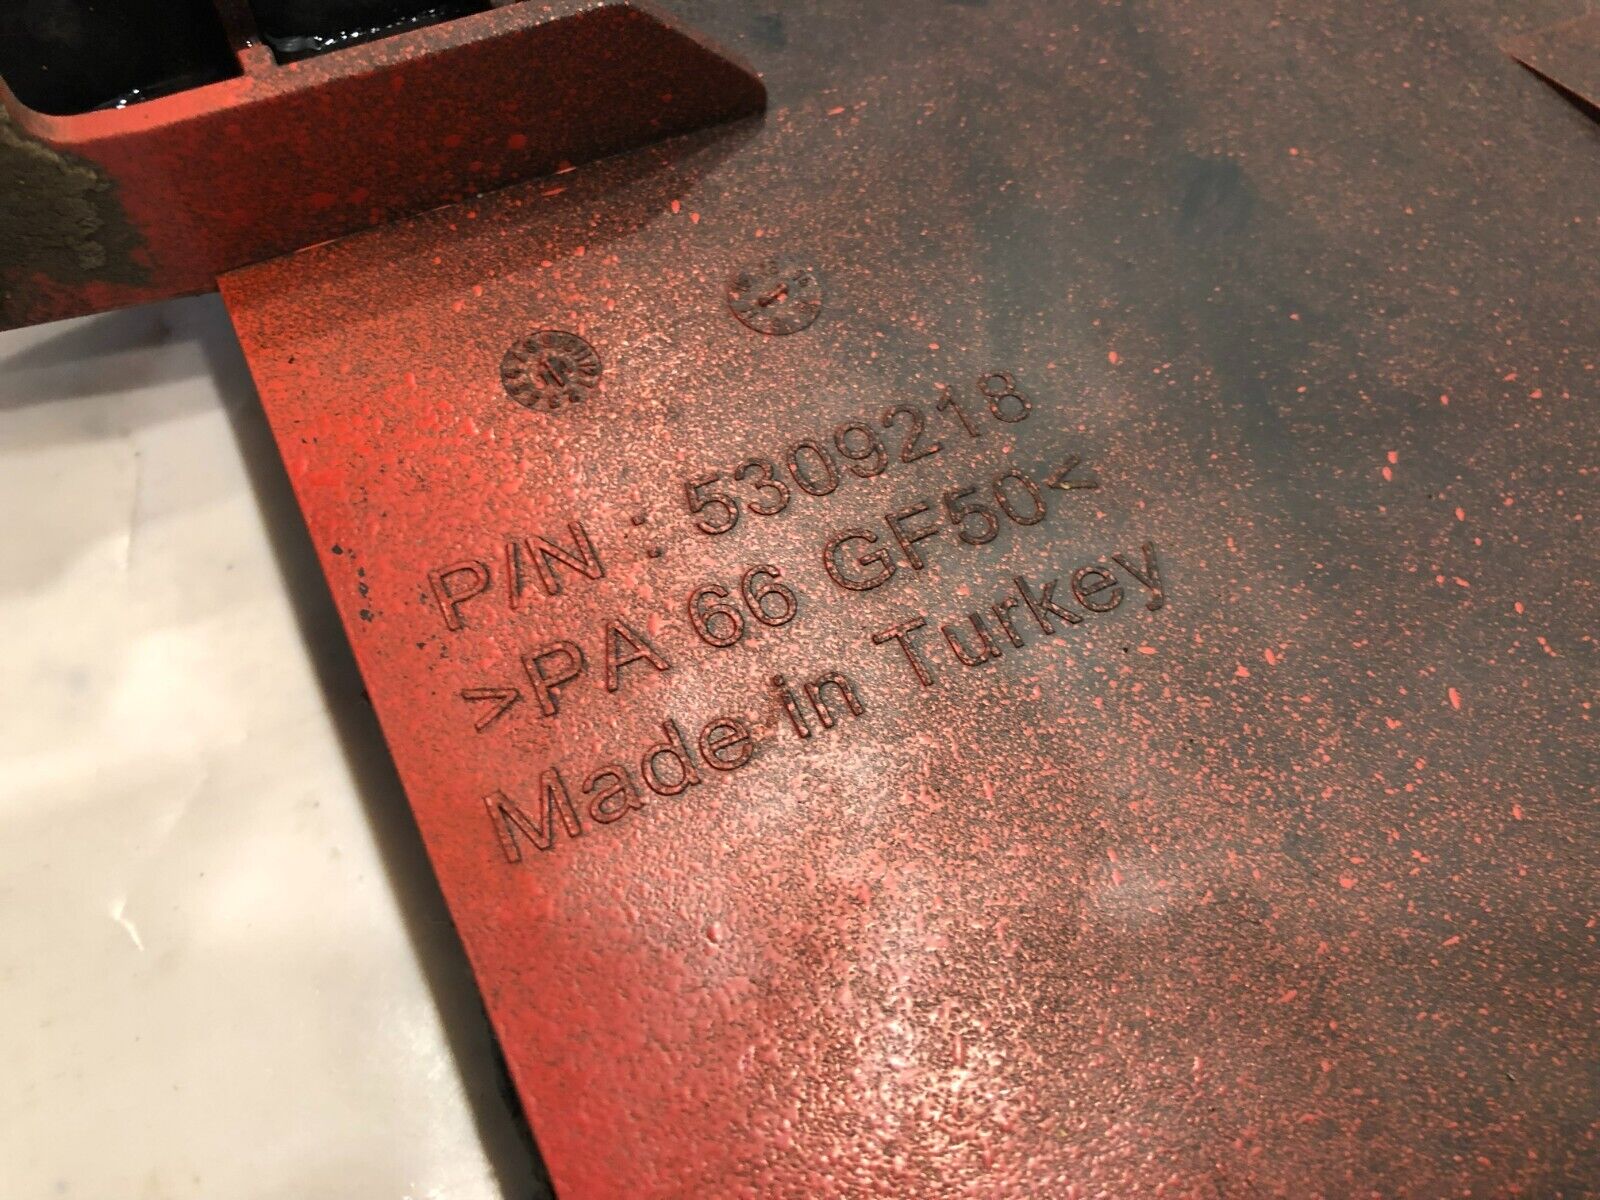 P/N : 5309218
>PA 66 GF50<
Made in Turkey